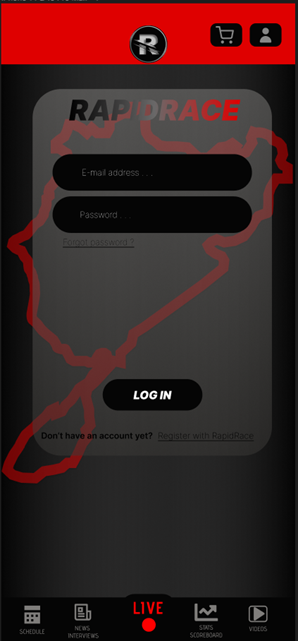 R
RAPIDRACE
E-mail address . . .
Password . . .
Forgot password ?
LOG IN
Don't have an account yet? Register with RapidRace
LIVE
SCHEDULE
NEWS
INTERVIEWS
STATS
SCOREBOARD
VIDEOS